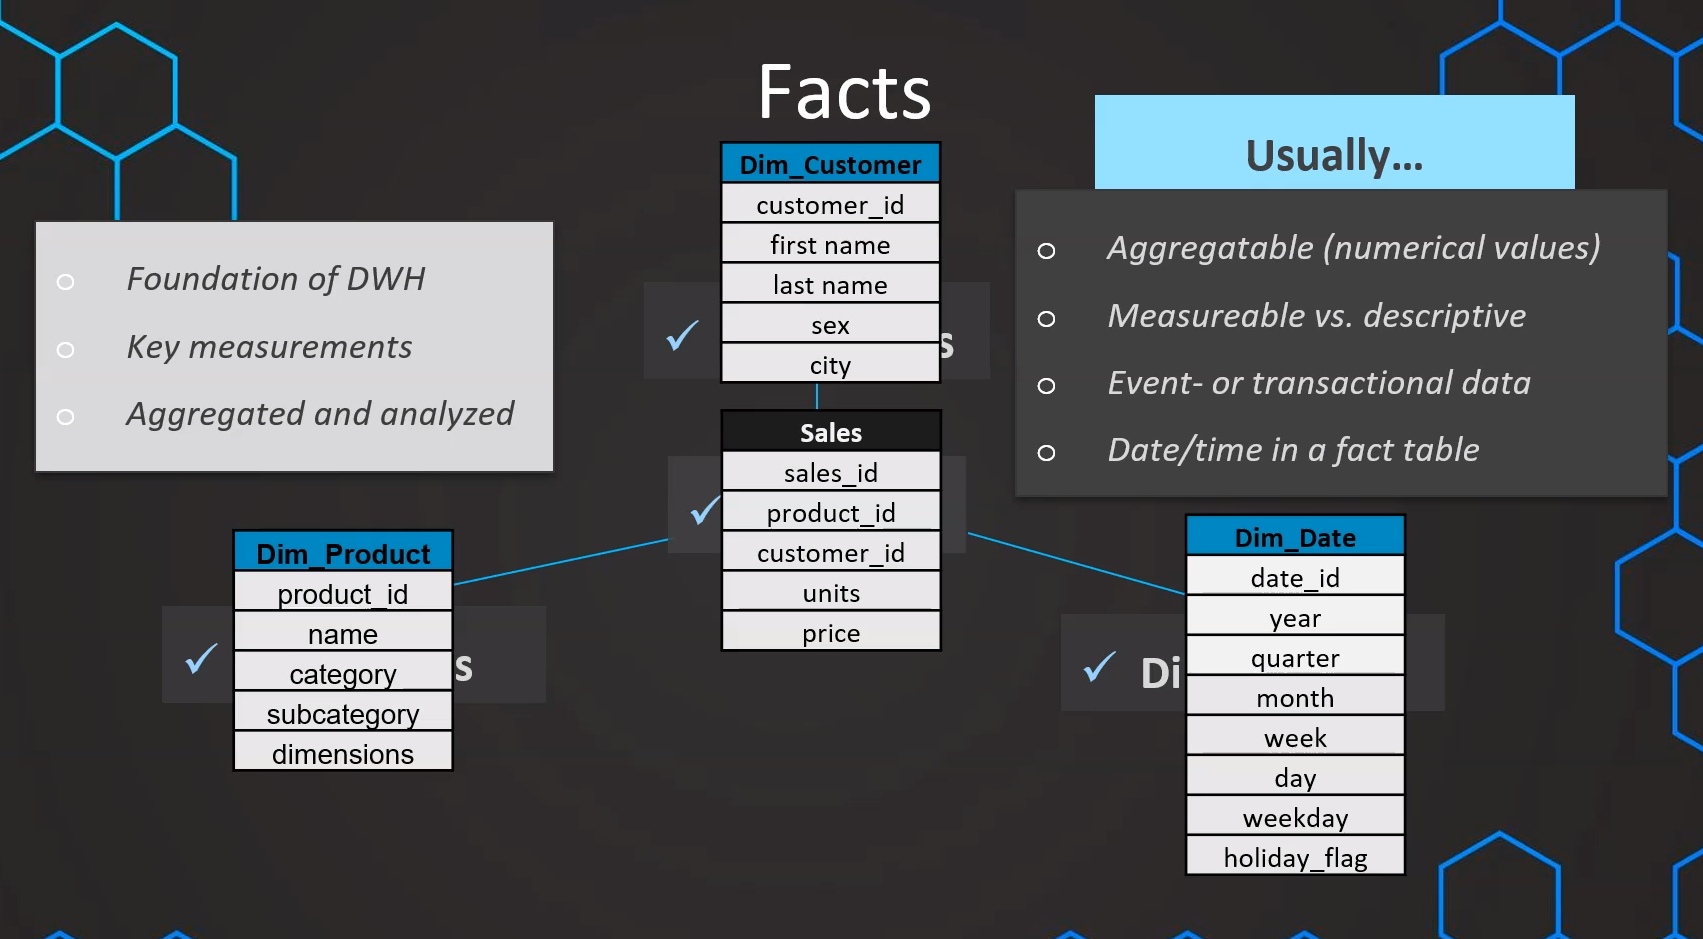 Facts
Usually...
Foundation of DWH
Key measurements
Aggregated and analyzed
Dim_Customer
customer_id
first name
last name
sex
city
s
Aggregatable (numerical values)
Measureable vs. descriptive
Event- or transactional data
Date/time in a fact table
Sales
sales_id
product_id
customer_id
units
price
Dim_Product
product_id
name
category
subcategory
dimensions
s
Dim_Date
date_id
year
quarter
month
week
day
weekday
holiday_flag
Di